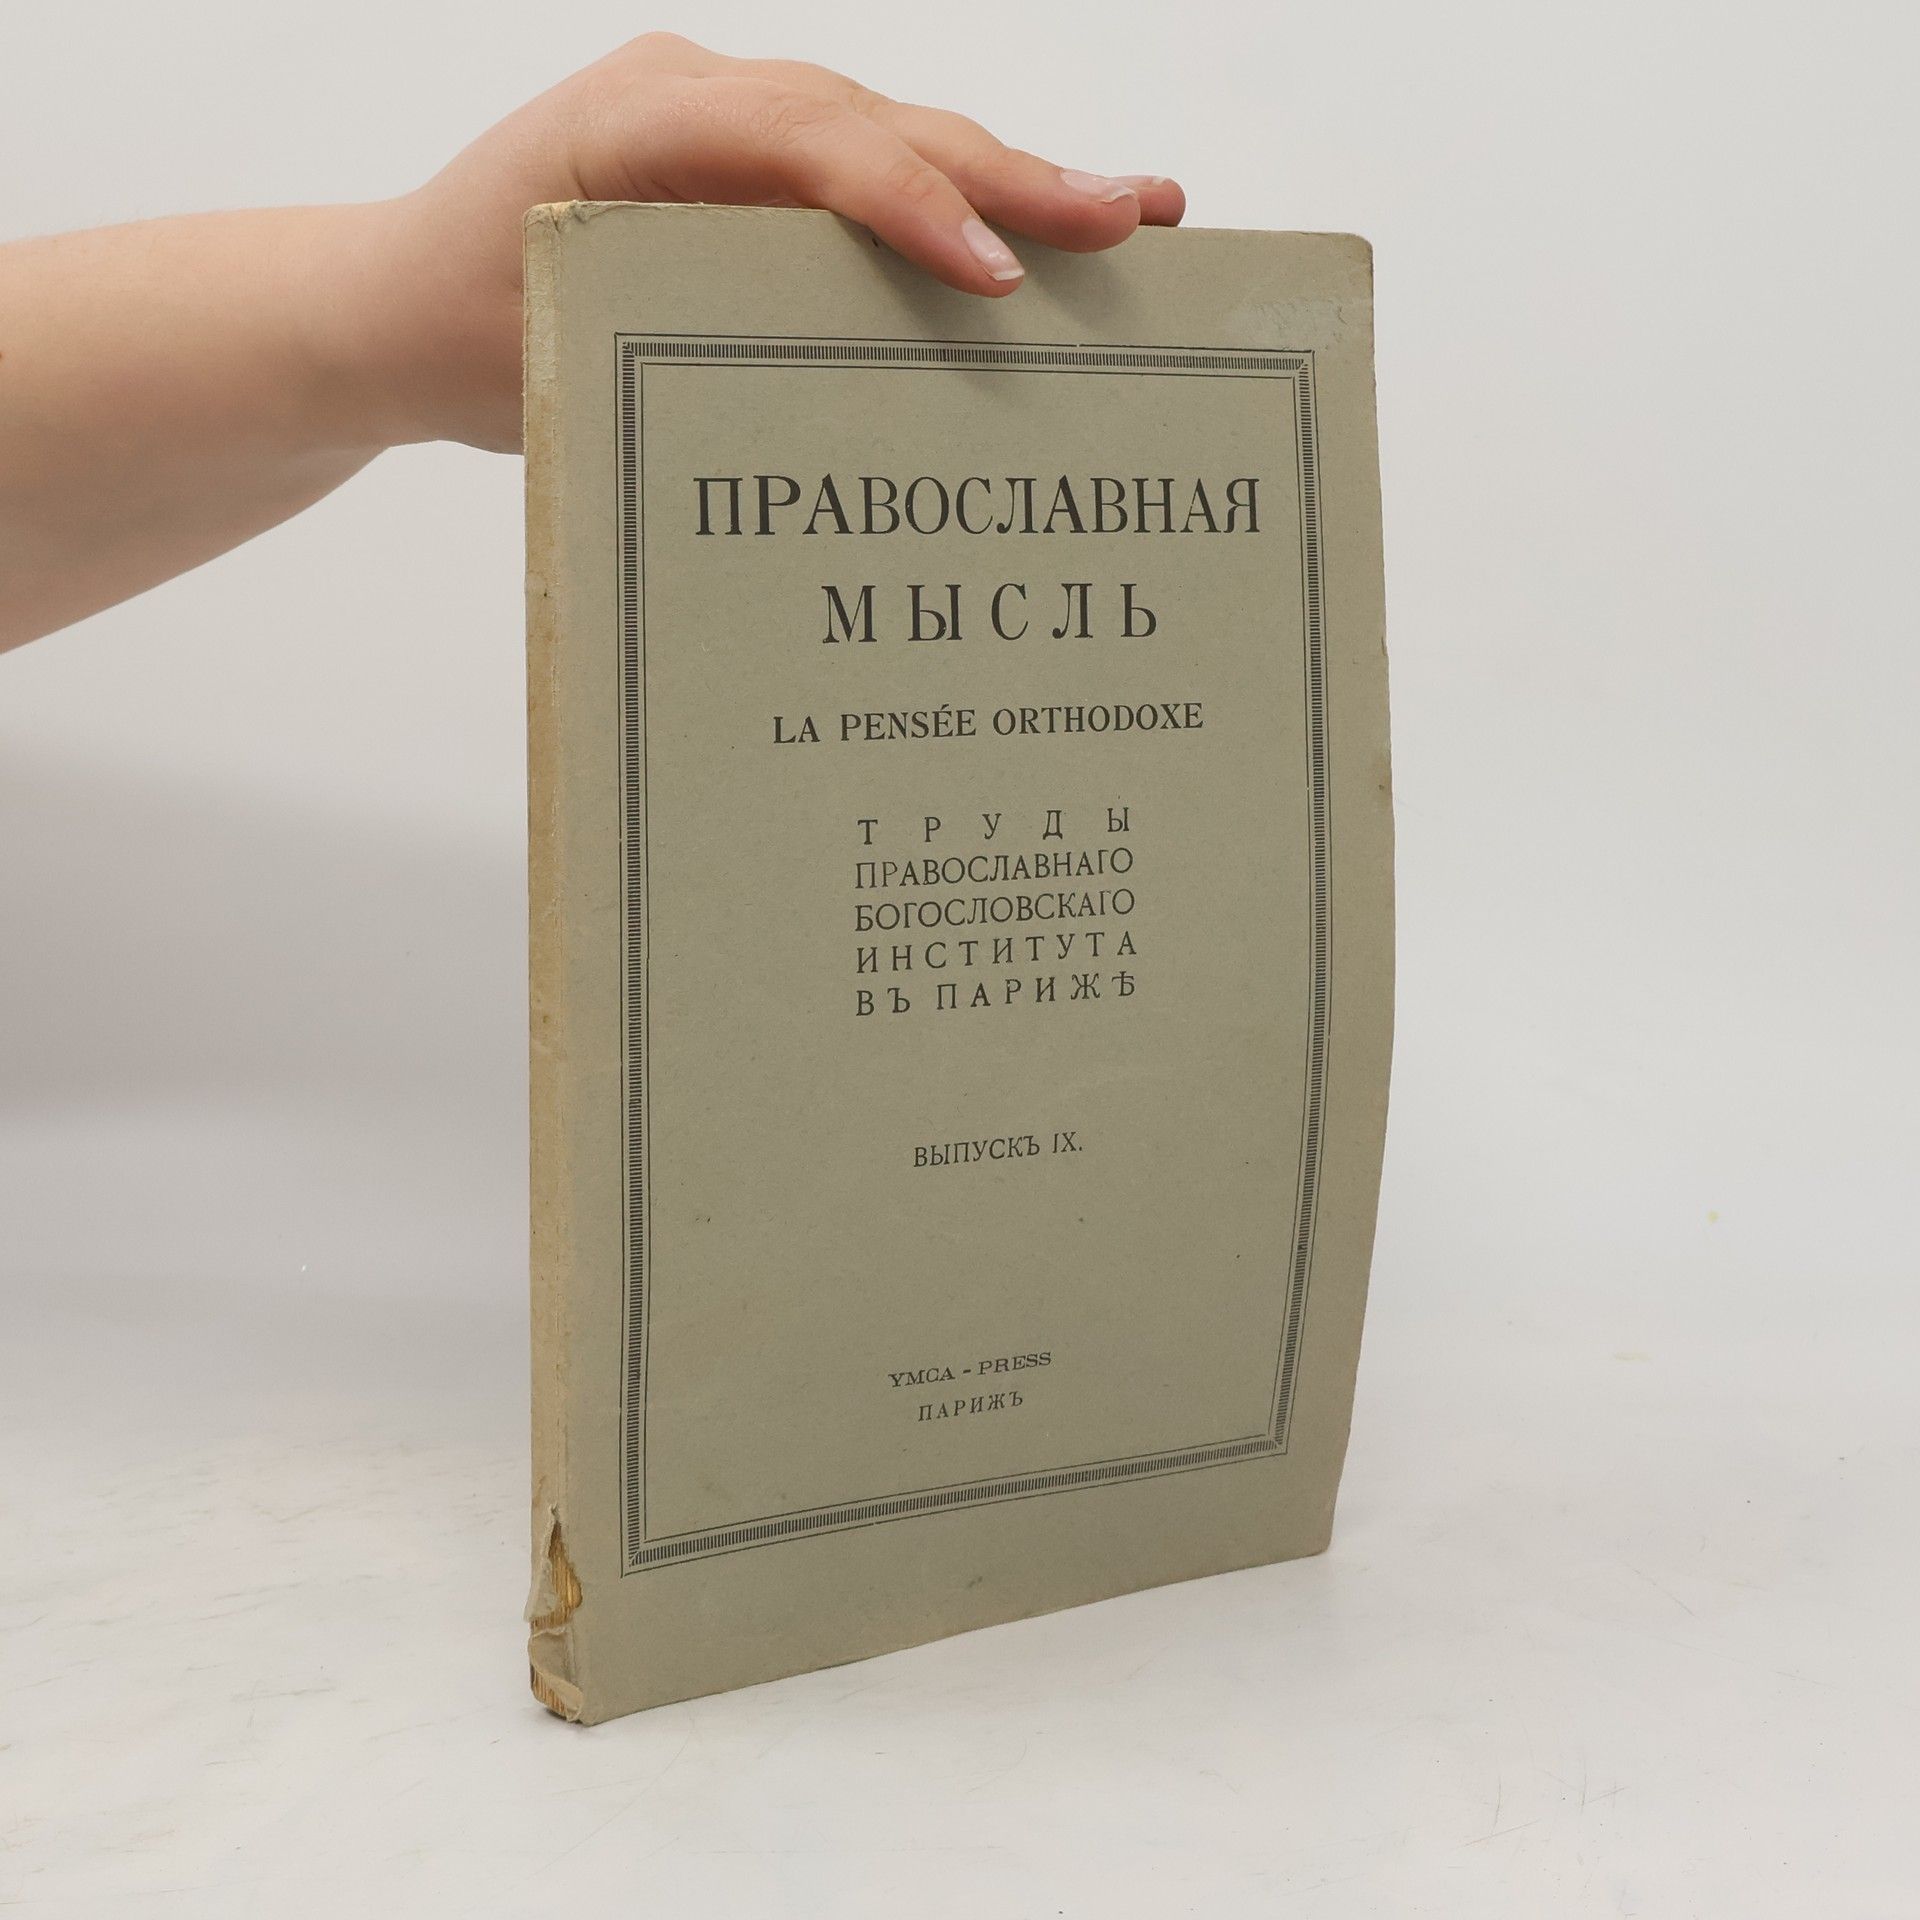 ПРАВОСЛАВНАЯ
МЫСЛЬ
LA PENSÉE ORTHODOXE
ТРУДЫ
ПРАВОСЛАВНАГО
БОГОСЛОВСКАГО
ИНСТИТУТА
ВЪ ПАРИЖѢ
ВЫПУСКЪ IX.
YMCA - PRESS
ПАРИЖЪ